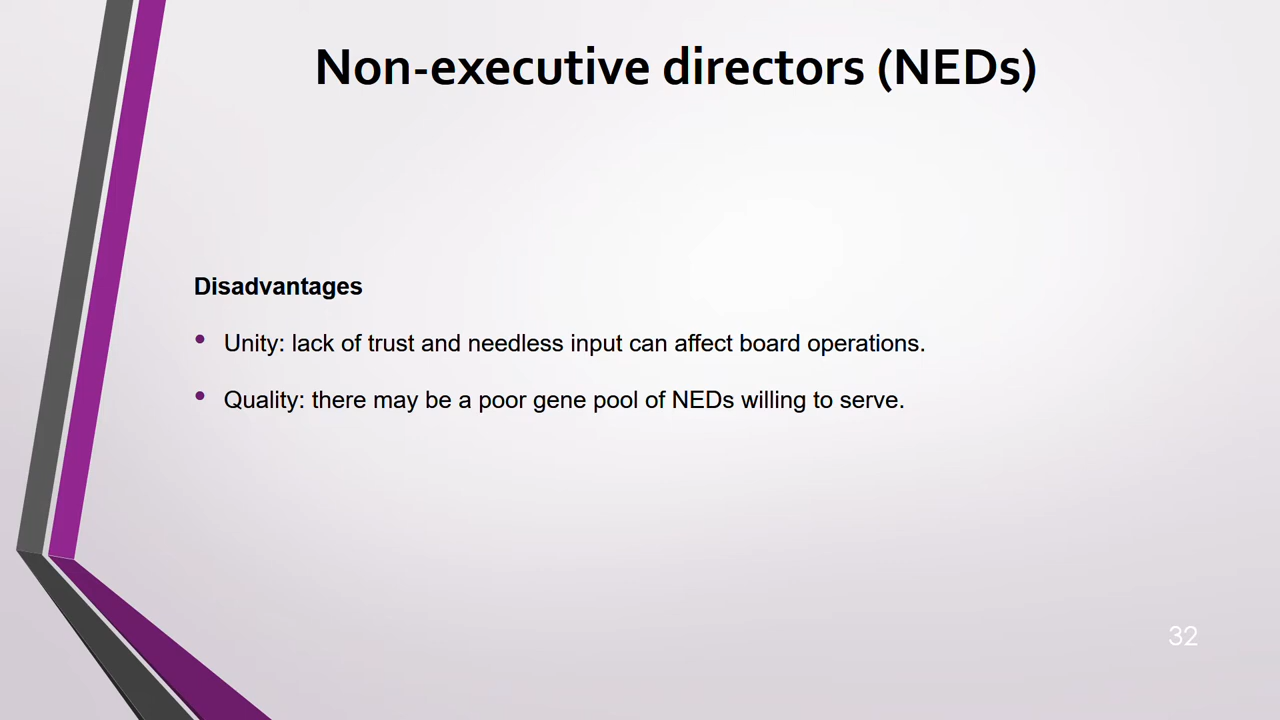 Non-executive directors (NEDs)
Disadvantages
• Unity: lack of trust and needless input can affect board operations.
• Quality: there may be a poor gene pool of NEDs willing to serve.
32